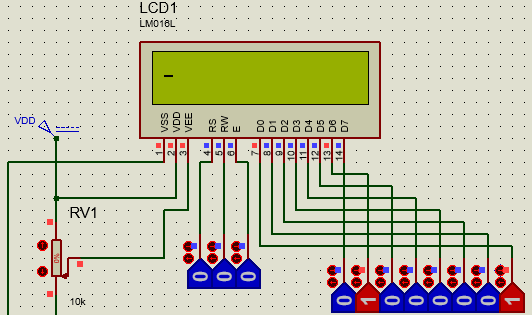 LCD1
LM016L
VSS VDD VEE RS RW E D0 D1 D2 D3 D4 D5 D6 D7
1 2 3 4 5 6 7 8 9 10 11 12 13 14
VDD
RV1
0%
10k
0 0 0
0 1 0 0 0 0 0 1